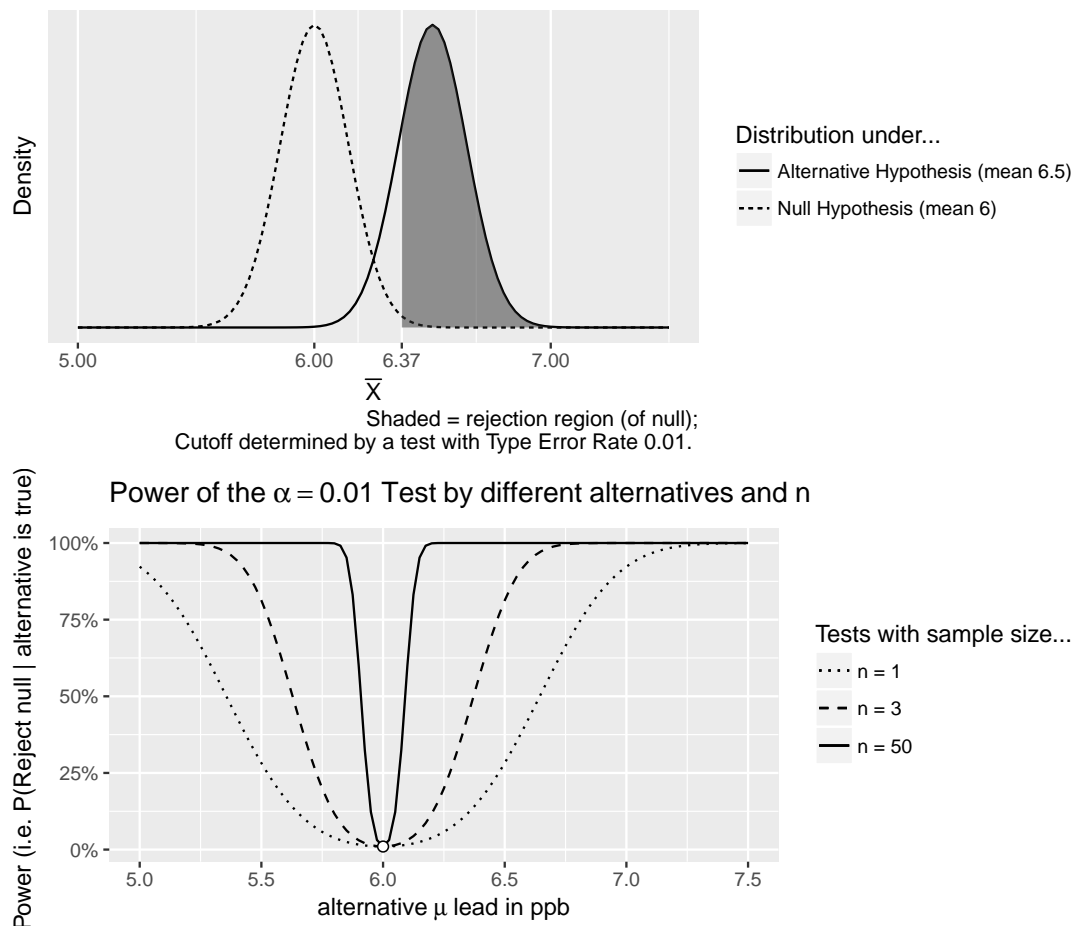 Density
5.00
6.00
6.37
7.00
X
Shaded = rejection region (of null);
Cutoff determined by a test with Type Error Rate 0.01.
Distribution under...
Alternative Hypothesis (mean 6.5)
Null Hypothesis (mean 6)
Power of the α = 0.01 Test by different alternatives and n
Power (i.e. P(Reject null | alternative is true)
100%
75%
50%
25%
0%
5.0
5.5
6.0
6.5
7.0
7.5
alternative μ lead in ppb
Tests with sample size...
n = 1
n = 3
n = 50